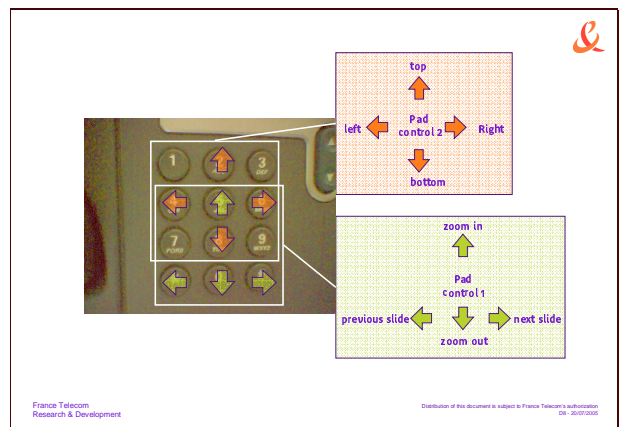 top
left
Pad
control 2
Right
bottom
1
3
DEF
7
PQRS
9
WXYZ
zoom in
Pad
control 1
previous slide
next slide
zoom out
France Telecom
Research & Development
Distribution of this document is subject to France Telecom's authorization
D8 - 20/07/2005